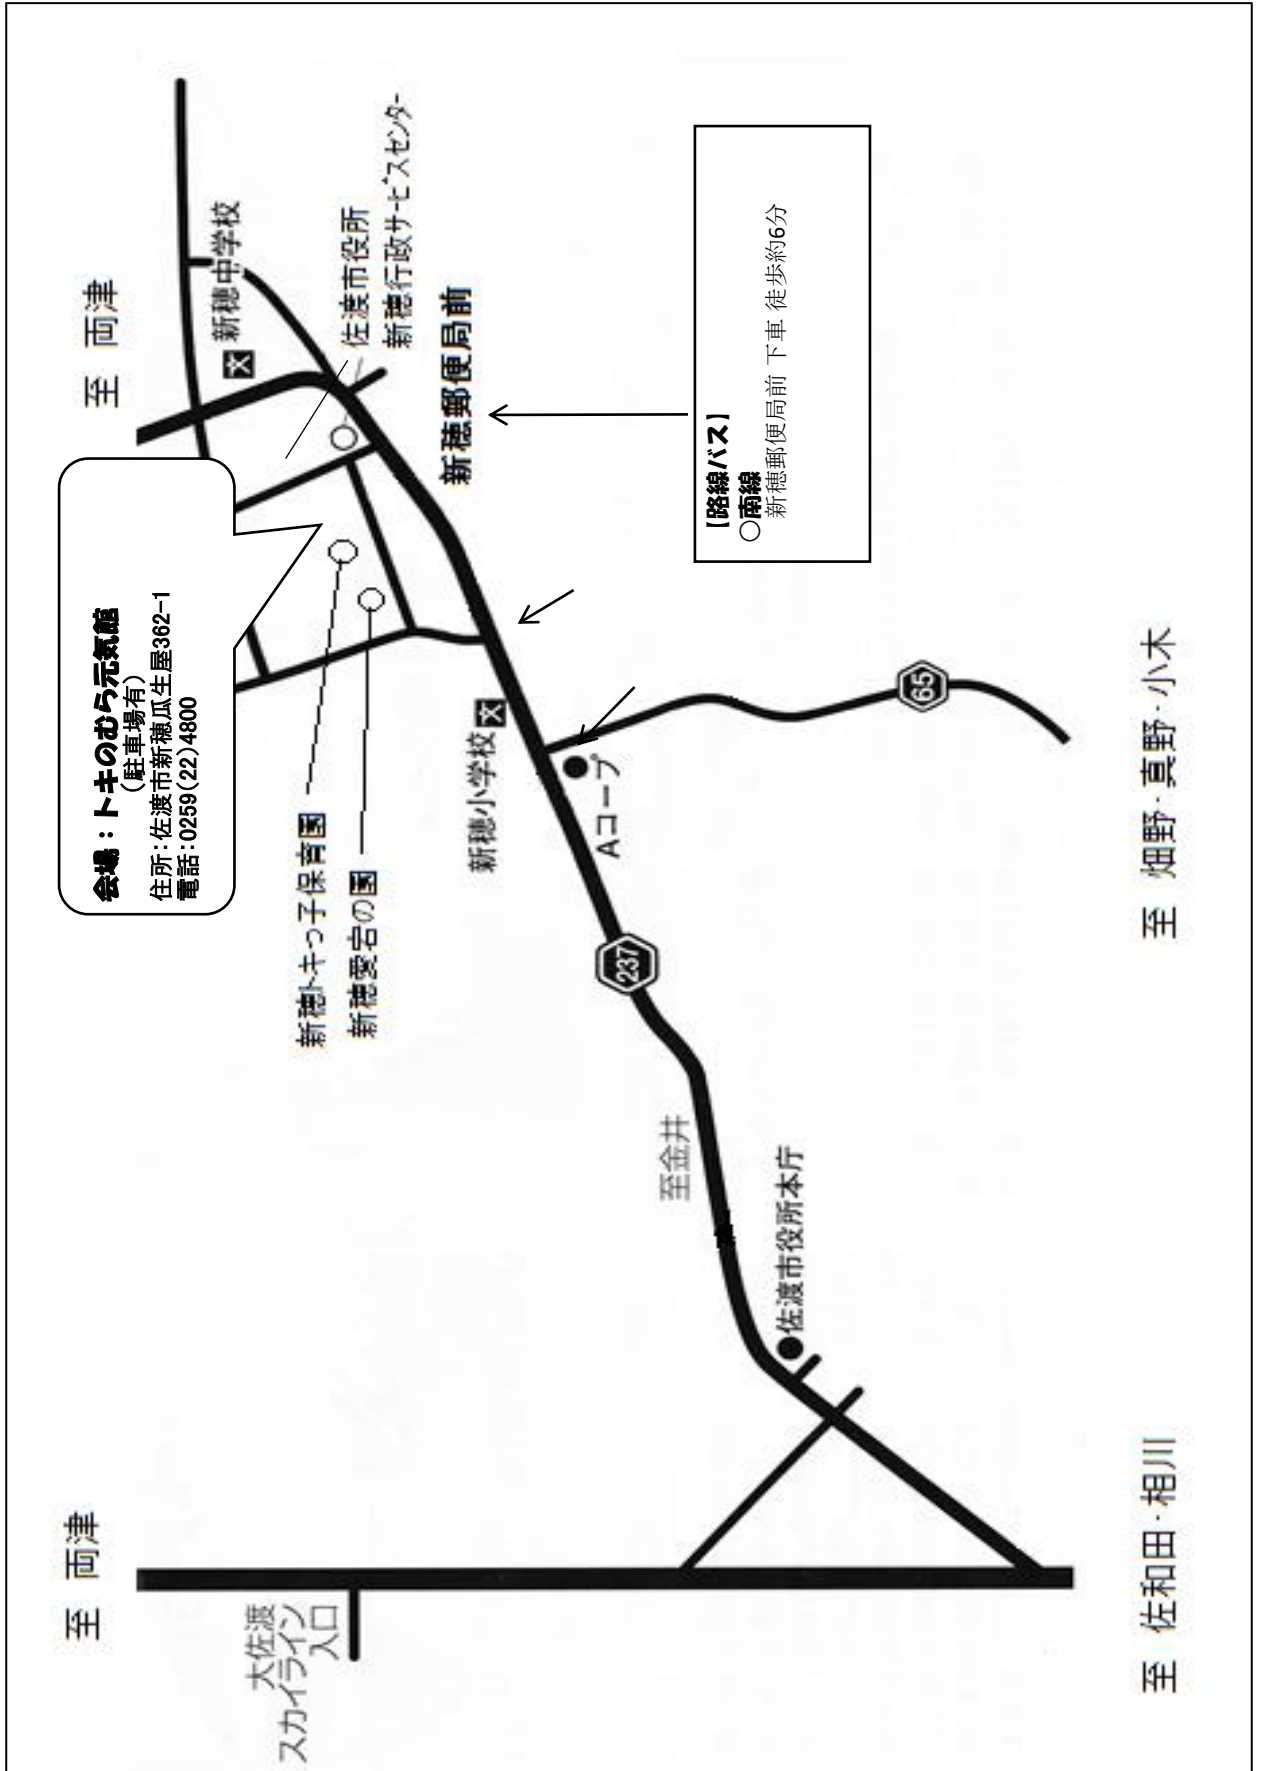 至 両津
大佐渡
スカイライン
入口
至 佐和田・相川
佐渡市役所本庁
至金井
237
会場：トキのむら元気館
（駐車場有）
住所：佐渡市新穂瓜生屋362-1
電話：0259(22)4800
新穂トキっ子保育園
新穂愛宕の園
新穂小学校
文
Aコープ
65
至 畑野・真野・小木
至 両津
文
新穂中学校
佐渡市役所
新穂行政サービスセンター
新穂郵便局前
【路線バス】
○南線
新穂郵便局前 下車 徒歩約6分